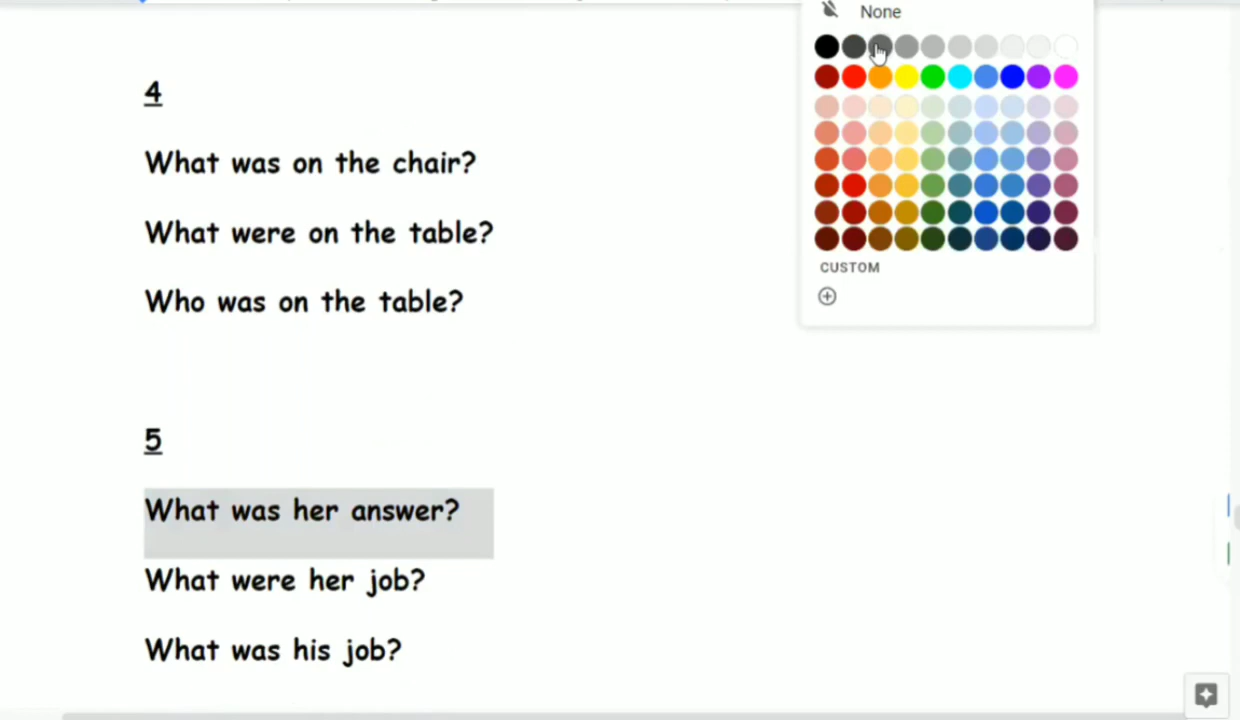 None
4
What was on the chair?
What were on the table?
Who was on the table?
CUSTOM
5
What was her answer?
What were her job?
What was his job?